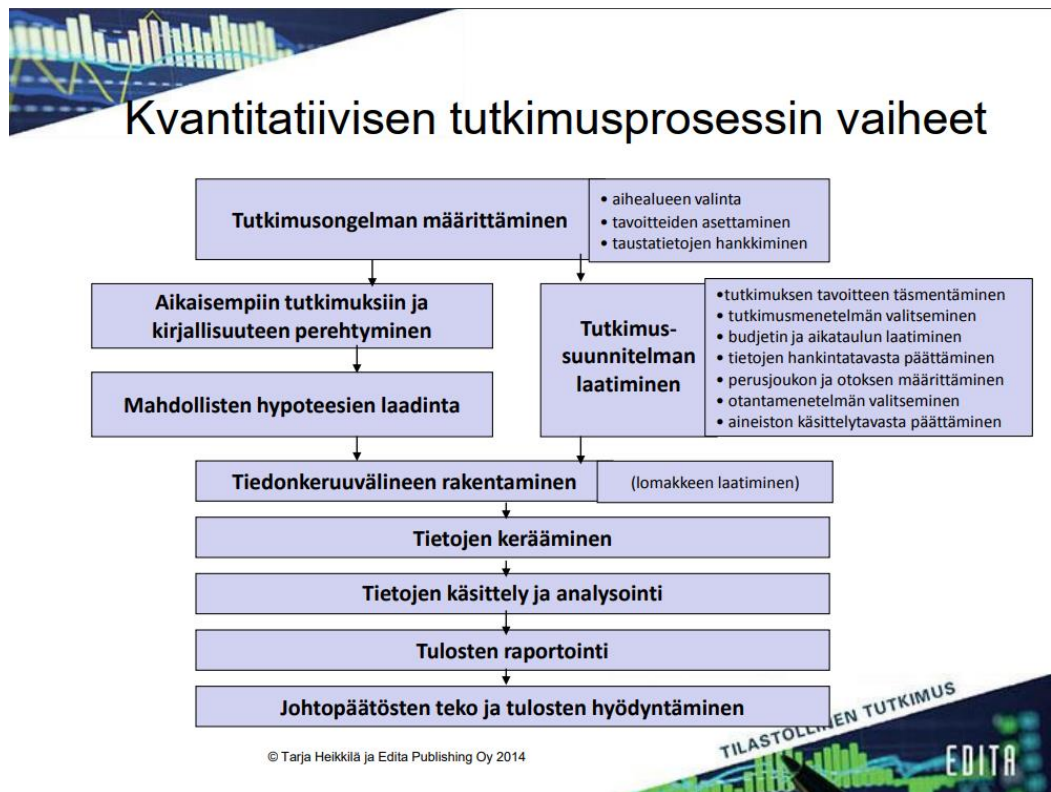 Kvantitatiivisen tutkimusprosessin vaiheet
Tutkimusongelman määrittäminen
• aihealueen valinta
• tavoitteiden asettaminen
• taustatietojen hankkiminen
Aikaisempiin tutkimuksiin ja
kirjallisuuteen perehtyminen
Mahdollisten hypoteesien laadinta
Tutkimus-
suunnitelman
laatiminen
•tutkimuksen tavoitteen täsmentäminen
• tutkimusmenetelmän valitseminen
• budjetin ja aikataulun laatiminen
• tietojen hankintatavasta päättäminen
• perusjoukon ja otoksen määrittäminen
• otantamenetelmän valitseminen
• aineiston käsittelytavasta päättäminen
Tiedonkeruuvälineen rakentaminen
(lomakkeen laatiminen)
Tietojen kerääminen
Tietojen käsittely ja analysointi
Tulosten raportointi
Johtopäätösten teko ja tulosten hyödyntäminen
© Tarja Heikkilä ja Edita Publishing Oy 2014
TILASTOLLINEN TUTKIMUS
EDITA